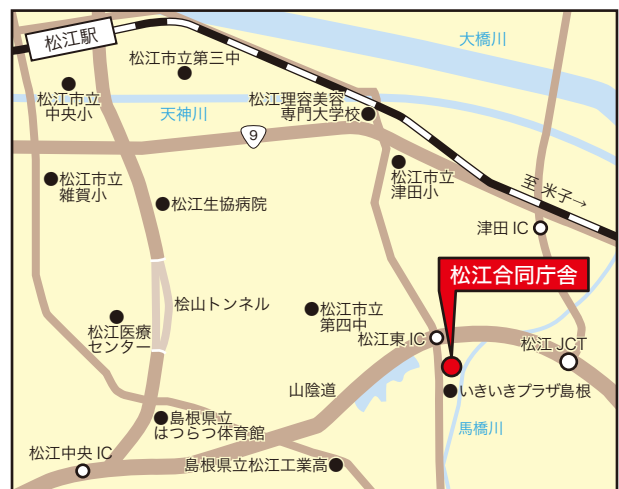 松江駅
大橋川
松江市立第三中
松江市立
中央小
天神川
松江理容美容
専門大学校
9
松江市立
雑賀小
松江市立
津田小
至 米子→
松江生協病院
津田 IC
松江合同庁舎
桧山トンネル
松江市立
第四中
松江医療
センター
松江東 IC
松江 JCT
山陰道
いきいきプラザ島根
島根県立
はつらつ体育館
馬橋川
松江中央 IC
島根県立松江工業高